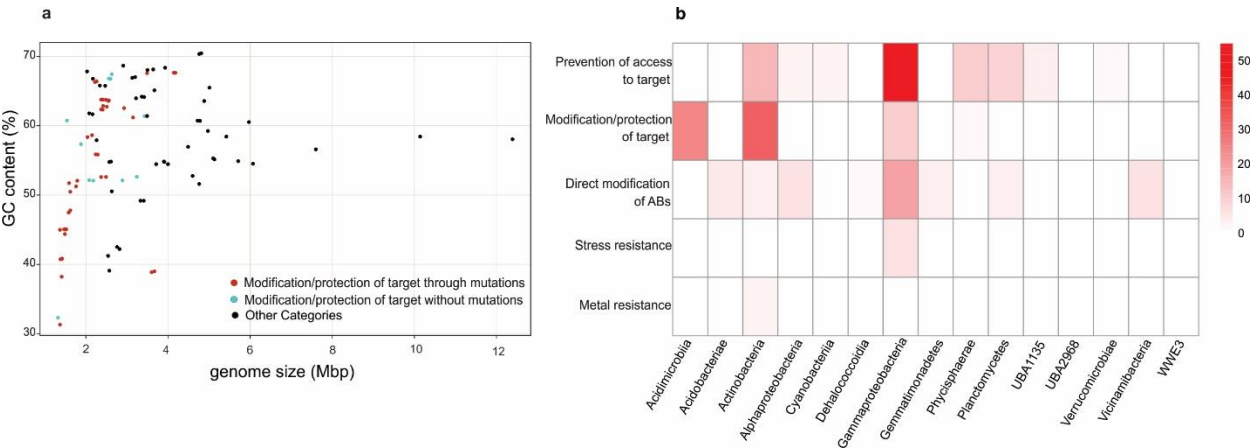 a
70
60
50
40
30
GC content (%)
2
4
6
8
10
12
genome size (Mbp)
Modification/protection of target through mutations
Modification/protection of target without mutations
Other Categories
b
Prevention of access
to target
Modification/protection
of target
Direct modification
of ABs
Stress resistance
Metal resistance
Acidimicrobiia
Acidobacteriae
Actinobacteria
Alphaproteobacteria
Cyanobacteriia
Dehalococcoidia
Gammaproteobacteria
Gemmatimonadetes
Phycisphaerae
Planctomycetes
UBA1135
UBA2968
Verrucomicrobiae
Vicinamibacteria
WWE3
50
40
30
20
10
0